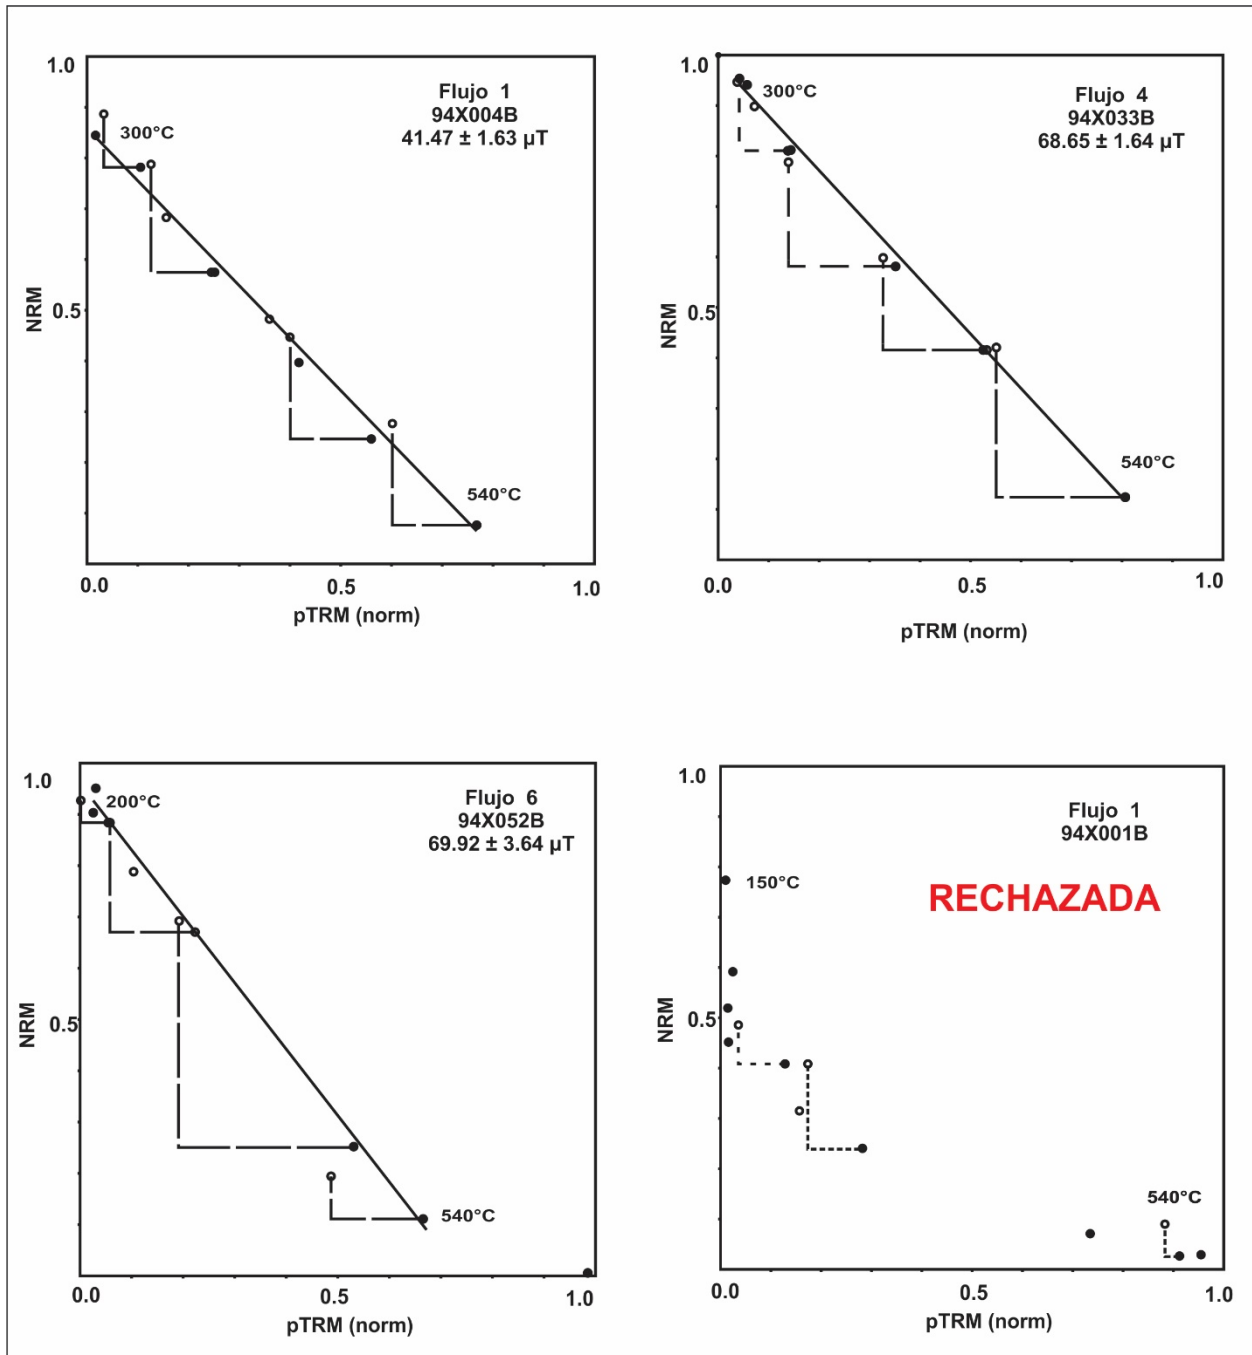 1.0
Flujo 1
94X004B
41.47 ± 1.63 µT
300°C
NRM
0.5
540°C
0.0
0.5
1.0
pTRM (norm)
1.0
Flujo 4
94X033B
68.65 ± 1.64 µT
300°C
NRM
0.5
540°C
0.0
0.5
1.0
pTRM (norm)
1.0
Flujo 6
94X052B
69.92 ± 3.64 µT
200°C
NRM
0.5
540°C
0.0
0.5
1.0
pTRM (norm)
1.0
Flujo 1
94X001B
150°C
RECHAZADA
NRM
0.5
540°C
0.0
0.5
1.0
pTRM (norm)